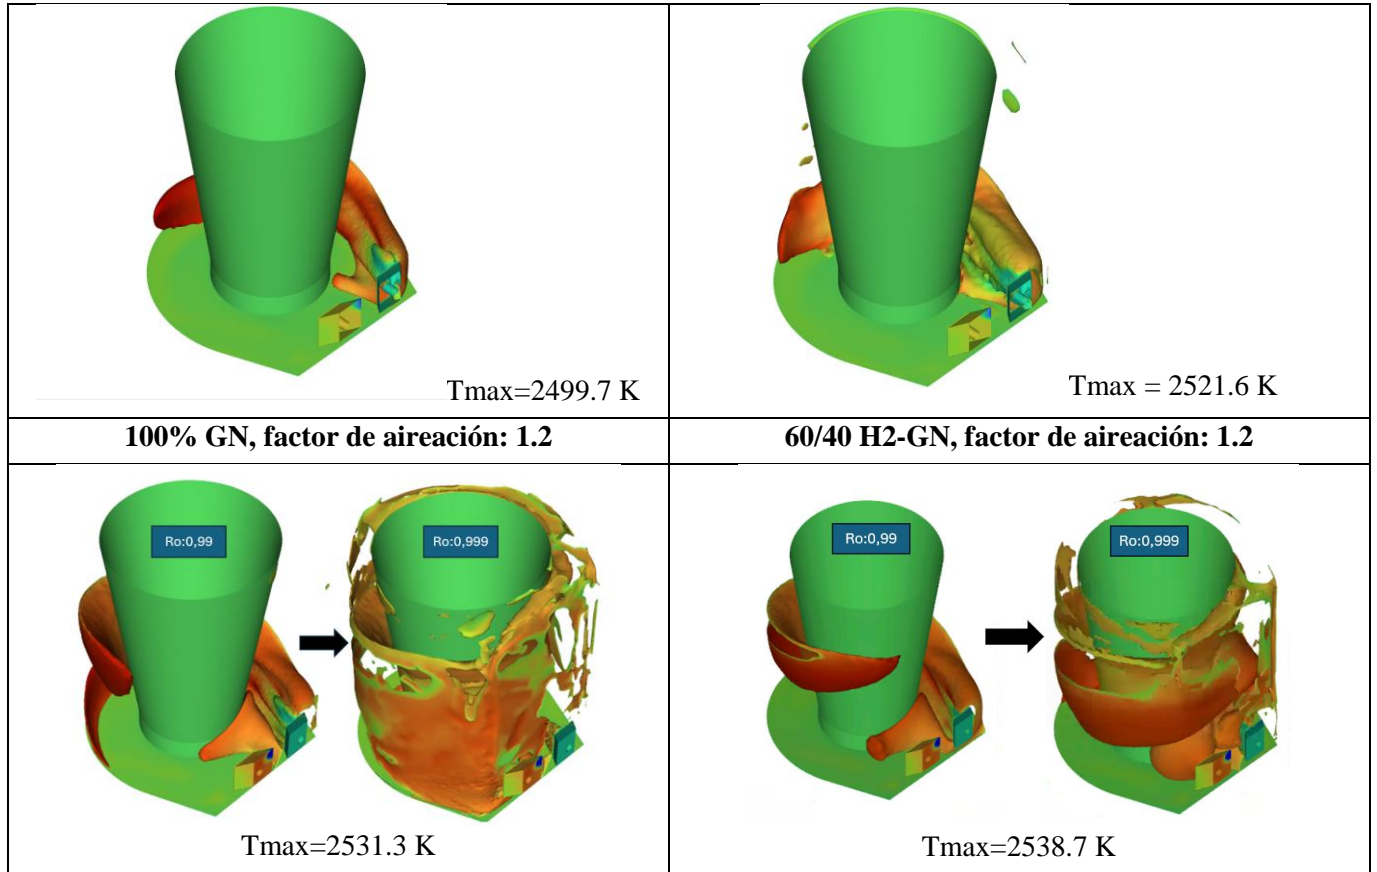 Tmax=2499.7 K
Tmax = 2521.6 K
100% GN, factor de aireación: 1.2
60/40 H2-GN, factor de aireación: 1.2
Ro:0,99
Ro:0,999
Ro:0,99
Ro:0,999
Tmax=2531.3 K
Tmax=2538.7 K